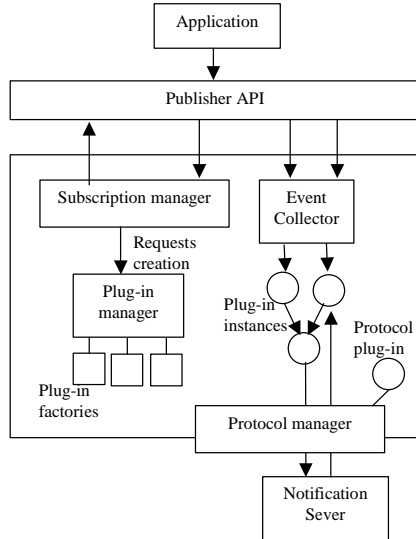 Application
Publisher API
Subscription manager
Event
Collector
Requests
creation
Plug-in
manager
Plug-in
instances
Protocol
plug-in
Plug-in
factories
Protocol manager
Notification
Sever